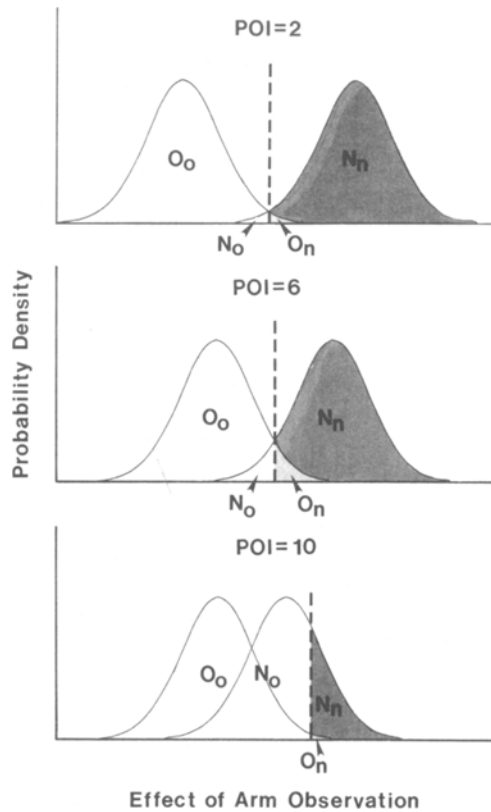 POI=2
Oo Nn
No On
POI=6
Oo Nn
No On
POI=10
Oo No Nn
On
Probability Density
Effect of Arm Observation